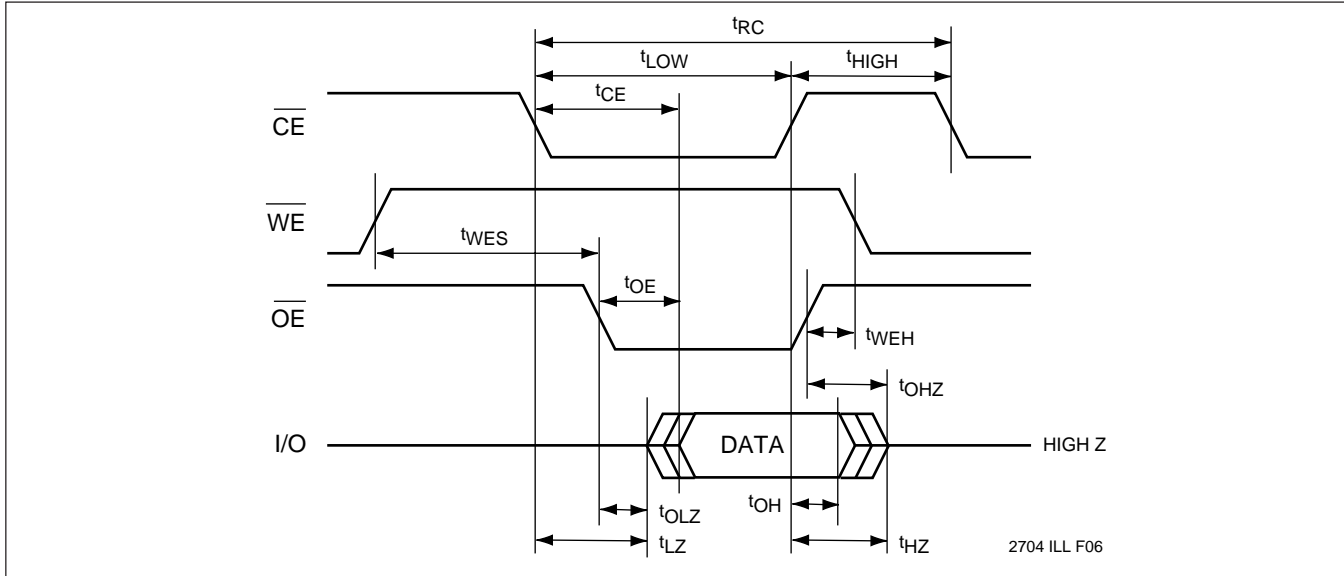 tRC
tLOW
tHIGH
tCE
CE
WE
tWES
tOE
OE
tWEH
tOHZ
I/O
DATA
HIGH Z
tOH
tOLZ
tLZ
tHZ
2704 ILL F06